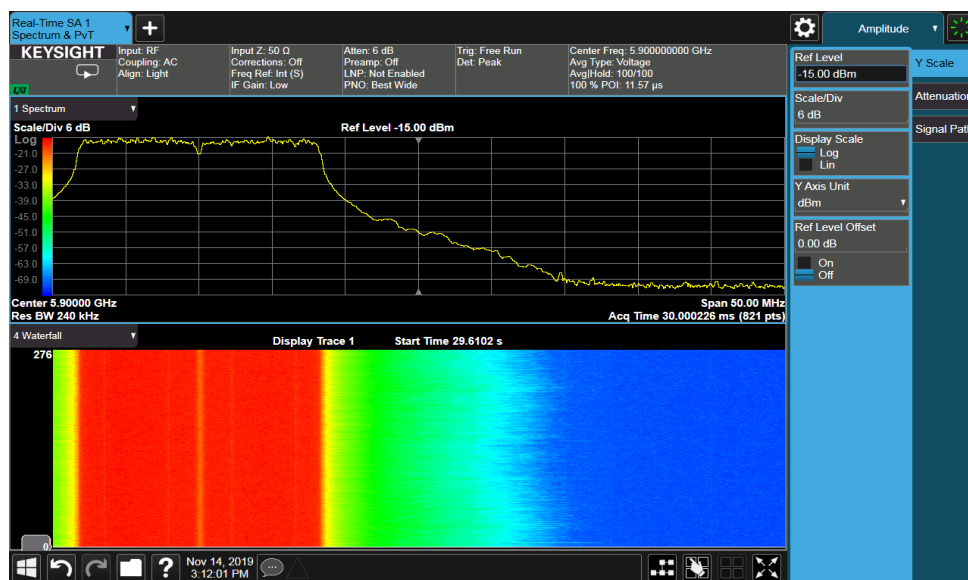 Real-Time SA 1
Spectrum & PvT
Amplitude
KEYSIGHT
LXI
Input: RF
Coupling: AC
Align: Light
Input Z: 50 Ω
Corrections: Off
Freq Ref: Int (S)
IF Gain: Low
Atten: 6 dB
Preamp: Off
LNP: Not Enabled
PNO: Best Wide
Trig: Free Run
Det: Peak
Center Freq: 5.900000000 GHz
Avg Type: Voltage
Avg|Hold: 100/100
100 % POI: 11.57 µs
1 Spectrum
Scale/Div 6 dB
Ref Level -15.00 dBm
Log
-21.0
-27.0
-33.0
-39.0
-45.0
-51.0
-57.0
-63.0
-69.0
Center 5.90000 GHz
Span 50.00 MHz
Res BW 240 kHz
Acq Time 30.000226 ms (821 pts)
4 Waterfall
Display Trace 1
Start Time 29.6102 s
276
0
Ref Level
-15.00 dBm
Scale/Div
6 dB
Display Scale
Log
Lin
Y Axis Unit
dBm
Ref Level Offset
0.00 dB
On
Off
Y Scale
Attenuation
Signal Path
Nov 14, 2019
3:12:01 PM